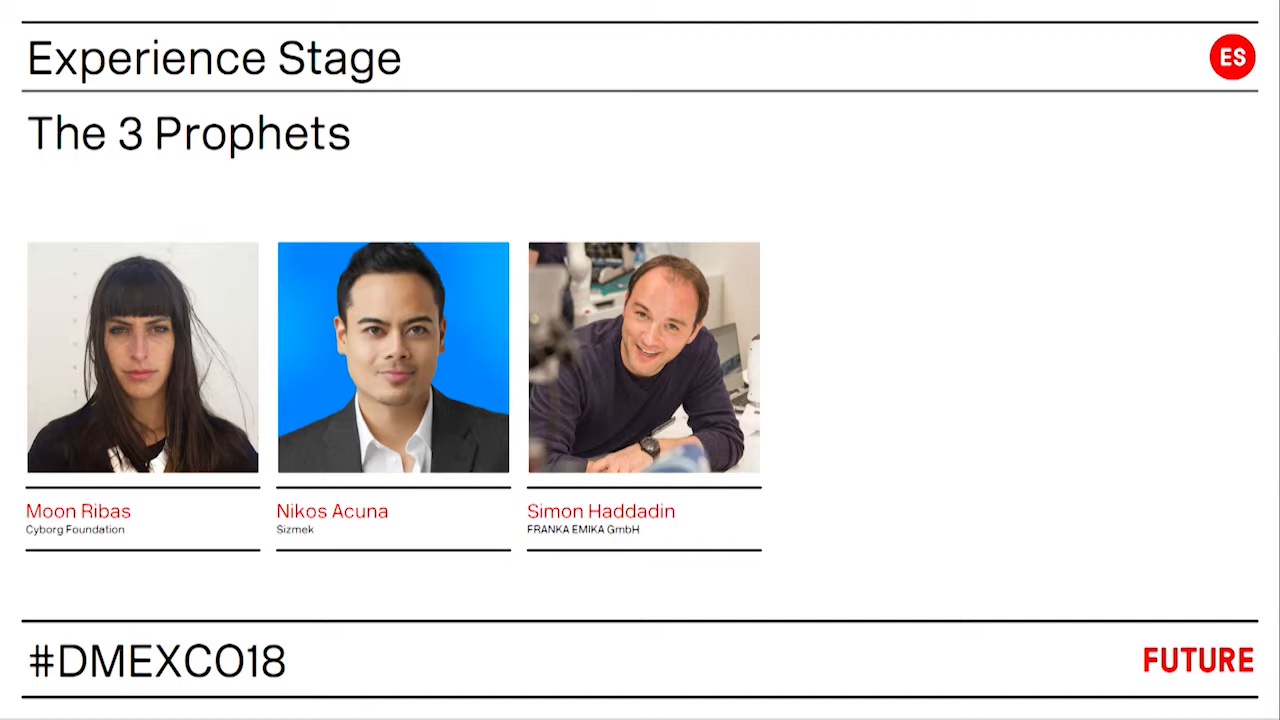 Experience Stage
ES
The 3 Prophets
Moon Ribas
Cyborg Foundation
Nikos Acuna
Sizmek
Simon Haddadin
FRANKA EMIKA GmbH
#DMEXCO18
FUTURE